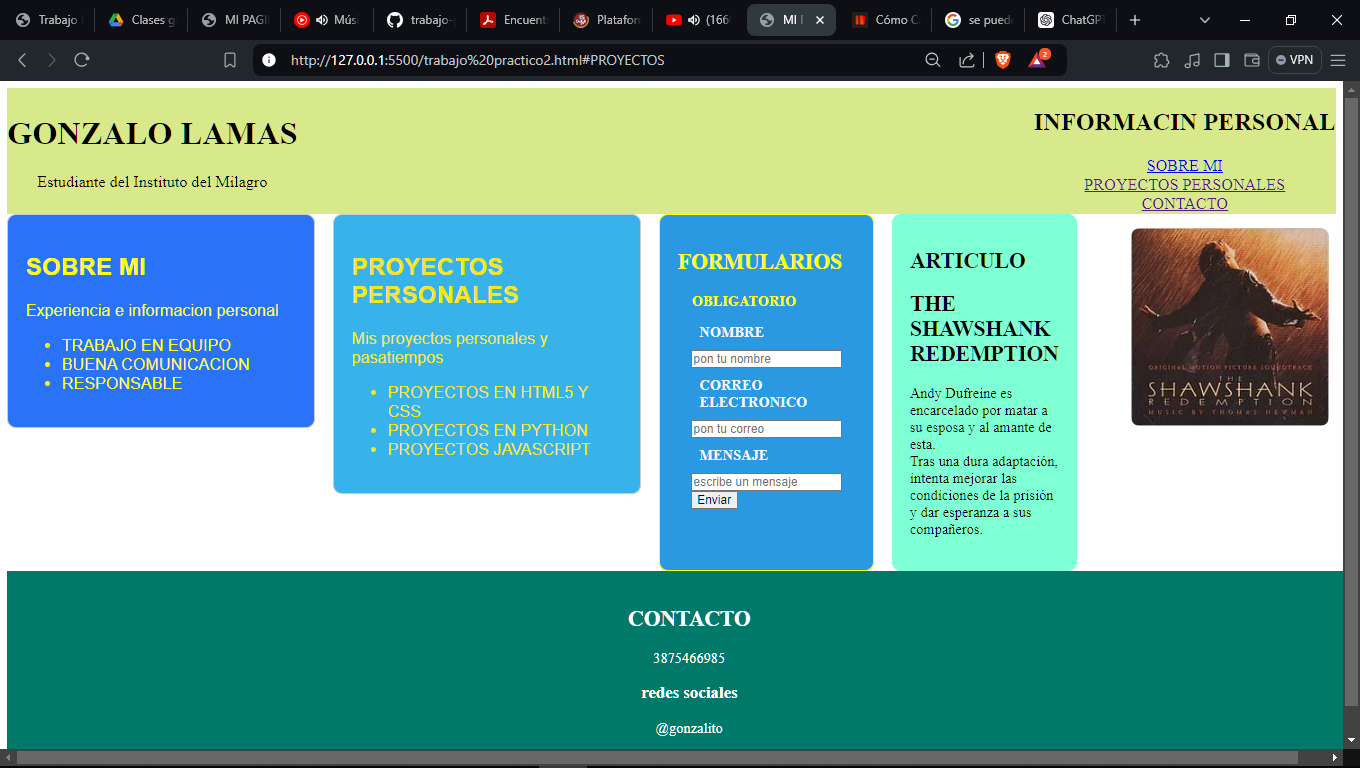 Trabajo
Clases g
MI PAGI
Mús
trabajo-
Encuent
Plataform
(166
MI
Cómo C
se pued
ChatGPT
http://127.0.0.1:5500/trabajo%20practico2.html#PROYECTOS
2
VPN
GONZALO LAMAS
Estudiante del Instituto del Milagro
INFORMACIN PERSONAL
SOBRE MI
PROYECTOS PERSONALES
CONTACTO
SOBRE MI
Experiencia e informacion personal
TRABAJO EN EQUIPO
BUENA COMUNICACION
RESPONSABLE
PROYECTOS
PERSONALES
Mis proyectos personales y
pasatiempos
PROYECTOS EN HTML5 Y
CSS
PROYECTOS EN PYTHON
PROYECTOS JAVASCRIPT
FORMULARIOS
OBLIGATORIO
NOMBRE
pon tu nombre
CORREO
ELECTRONICO
pon tu correo
MENSAJE
escribe un mensaje
Enviar
ARTICULO
THE
SHAWSHANK
REDEMPTION
Andy Dufreine es
encarcelado por matar a
su esposa y al amante de
esta.
Tras una dura adaptación,
intenta mejorar las
condiciones de la prisión
y dar esperanza a sus
compañeros.
ORIGINAL MOTION PICTURE SOUNDTRACK
THE
SHAWSHANK
REDEMPTION
MUSIC BY THOMAS NEWMAN
CONTACTO
3875466985
redes sociales
@gonzalito